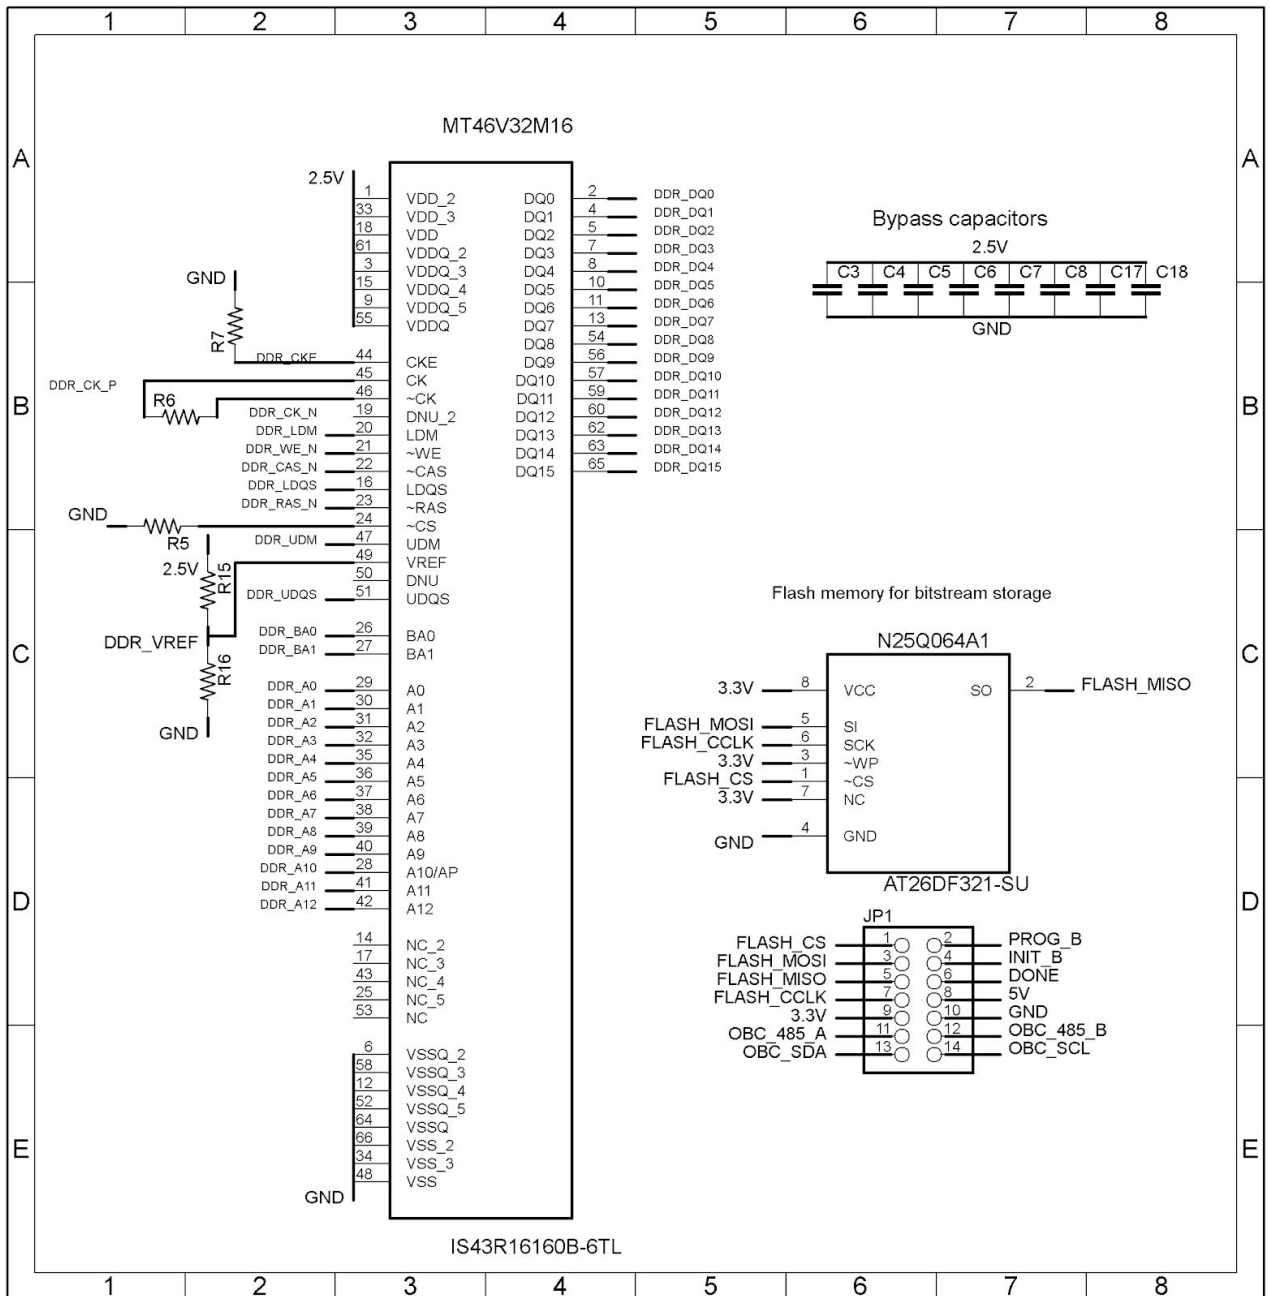 1 2 3 4 5 6 7 8
A A
B B
C C
D D
E E
MT46V32M16
2.5V
1 VDD_2 DQ0 2 DDR_DQ0
33 VDD_3 DQ1 4 DDR_DQ1
18 VDD DQ2 5 DDR_DQ2
61 VDDQ_2 DQ3 7 DDR_DQ3
3 VDDQ_3 DQ4 8 DDR_DQ4
15 VDDQ_4 DQ5 10 DDR_DQ5
9 VDDQ_5 DQ6 11 DDR_DQ6
55 VDDQ DQ7 13 DDR_DQ7
DQ8 54 DDR_DQ8
GND
R7
DDR_CKE 44 CKE DQ9 56 DDR_DQ9
DDR_CK_P 45 CK DQ10 57 DDR_DQ10
R6 46 ~CK DQ11 59 DDR_DQ11
DDR_CK_N 19 DNU_2 DQ12 60 DDR_DQ12
DDR_LDM 20 LDM DQ13 62 DDR_DQ13
DDR_WE_N 21 ~WE DQ14 63 DDR_DQ14
DDR_CAS_N 22 ~CAS DQ15 65 DDR_DQ15
DDR_LDQS 16 LDQS
DDR_RAS_N 23 ~RAS
GND R5 24 ~CS
DDR_UDM 47 UDM
49 VREF
2.5V R15
50 DNU
DDR_UDQS 51 UDQS
DDR_VREF
R16
GND
DDR_BA0 26 BA0
DDR_BA1 27 BA1
DDR_A0 29 A0
DDR_A1 30 A1
DDR_A2 31 A2
DDR_A3 32 A3
DDR_A4 35 A4
DDR_A5 36 A5
DDR_A6 37 A6
DDR_A7 38 A7
DDR_A8 39 A8
DDR_A9 40 A9
DDR_A10 28 A10/AP
DDR_A11 41 A11
DDR_A12 42 A12
14 NC_2
17 NC_3
43 NC_4
25 NC_5
53 NC
6 VSSQ_2
58 VSSQ_3
12 VSSQ_4
52 VSSQ_5
64 VSSQ
66 VSS_2
34 VSS_3
48 VSS
GND
IS43R16160B-6TL
Bypass capacitors
2.5V
C3 C4 C5 C6 C7 C8 C17 C18
GND
Flash memory for bitstream storage
N25Q064A1
3.3V 8 VCC SO 2 FLASH_MISO
FLASH_MOSI 5 SI
FLASH_CCLK 6 SCK
3.3V 3 ~WP
FLASH_CS 1 ~CS
3.3V 7 NC
GND 4 GND
AT26DF321-SU
JP1
FLASH_CS 1 2 PROG_B
FLASH_MOSI 3 4 INIT_B
FLASH_MISO 5 6 DONE
FLASH_CCLK 7 8 5V
3.3V 9 10 GND
OBC_485_A 11 12 OBC_485_B
OBC_SDA 13 14 OBC_SCL
1 2 3 4 5 6 7 8